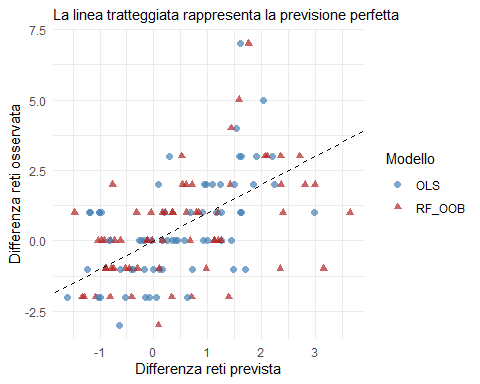 La linea tratteggiata rappresenta la previsione perfetta
7.5
5.0
2.5
0.0
-2.5
Differenza reti osservata
-1
0
1
2
3
Differenza reti prevista
Modello
OLS
RF_OOB